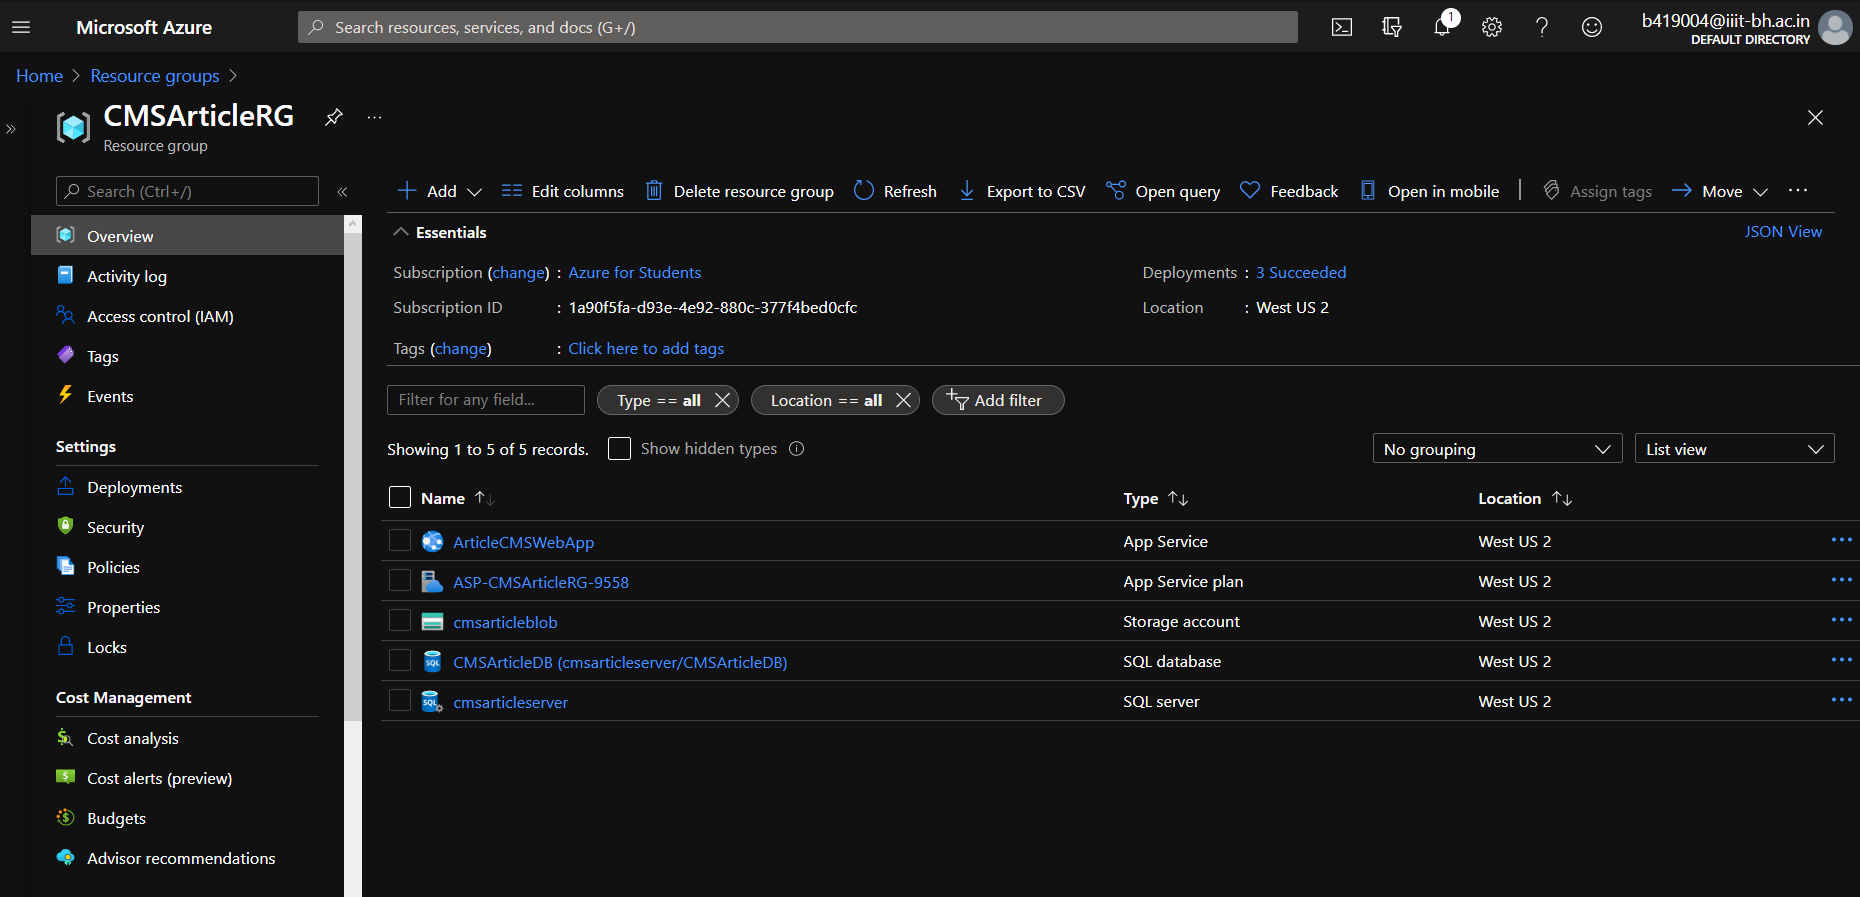 Microsoft Azure
Search resources, services, and docs (G+/)
1
b419004@iiit-bh.ac.in
DEFAULT DIRECTORY
Home > Resource groups >
CMSArticleRG
Resource group
Search (Ctrl+/)
Add
Edit columns
Delete resource group
Refresh
Export to CSV
Open query
Feedback
Open in mobile
Assign tags
Move
Overview
Activity log
Access control (IAM)
Tags
Events
Settings
Deployments
Security
Policies
Properties
Locks
Cost Management
Cost analysis
Cost alerts (preview)
Budgets
Advisor recommendations
Essentials
JSON View
Subscription (change) : Azure for Students
Deployments : 3 Succeeded
Subscription ID : 1a90f5fa-d93e-4e92-880c-377f4bed0cfc
Location : West US 2
Tags (change) : Click here to add tags
Filter for any field...
Type == all
Location == all
Add filter
Showing 1 to 5 of 5 records.
Show hidden types
No grouping
List view
Name Type Location
ArticleCMSWebApp App Service West US 2
ASP-CMSArticleRG-9558 App Service plan West US 2
cmsarticleblob Storage account West US 2
SQL CMSArticleDB (cmsarticleserver/CMSArticleDB) SQL database West US 2
SQL cmsarticleserver SQL server West US 2